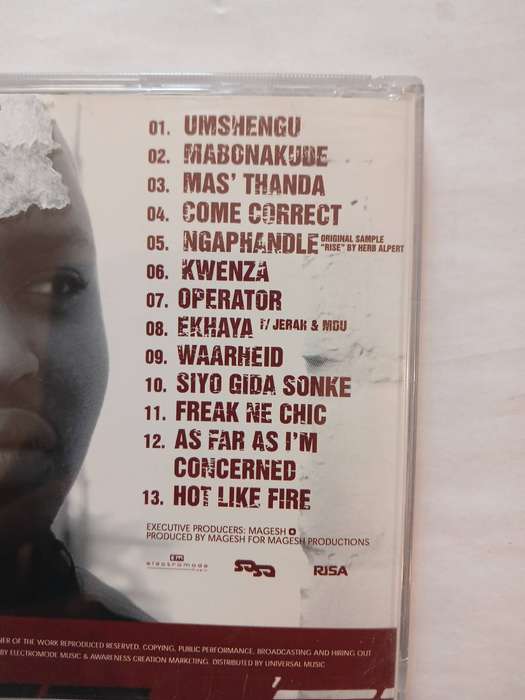 01. UMSHENGU
02. MABONAKUDE
03. MAS' THANDA
04. COME CORRECT
05. NGAPHANDLE ORIGINAL SAMPLE "RISE" BY HERB ALPERT
06. KWENZA
07. OPERATOR
08. EKHAYA F/ JERAH & MDU
09. WAARHEID
10. SIYO GIDA SONKE
11. FREAK NE CHIC
12. AS FAR AS I'M
CONCERNED
13. HOT LIKE FIRE
EXECUTIVE PRODUCERS: MAGESH
PRODUCED BY MAGESH FOR MAGESH PRODUCTIONS
em electromode RISA
NER OF THE WORK REPRODUCED RESERVED. COPYING, PUBLIC PERFORMANCE, BROADCASTING AND HIRING OUT
BY ELECTROMODE MUSIC & AWARENESS CREATION MARKETING. DISTRIBUTED BY UNIVERSAL MUSIC